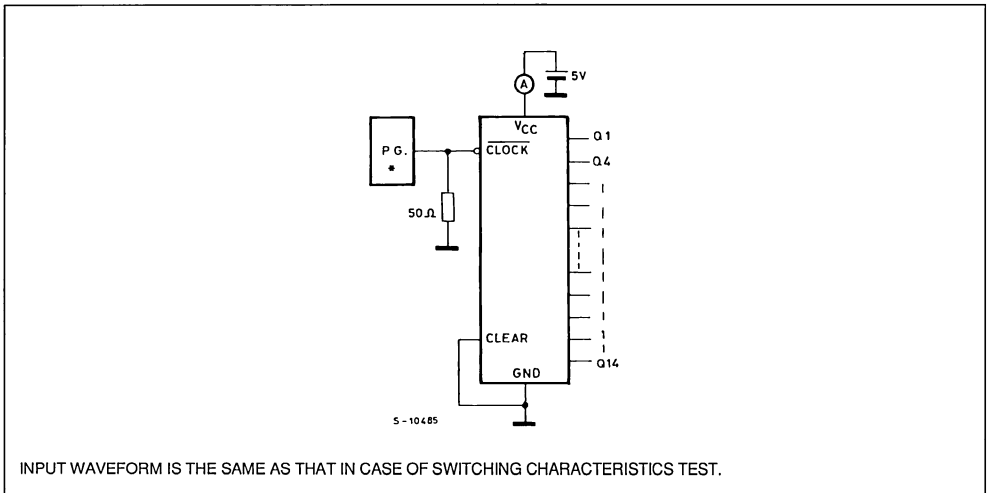 A
5V
VCC
P G.
*
CLOCK
Q1
Q4
50Ω
CLEAR
Q14
GND
S-10485
INPUT WAVEFORM IS THE SAME AS THAT IN CASE OF SWITCHING CHARACTERISTICS TEST.